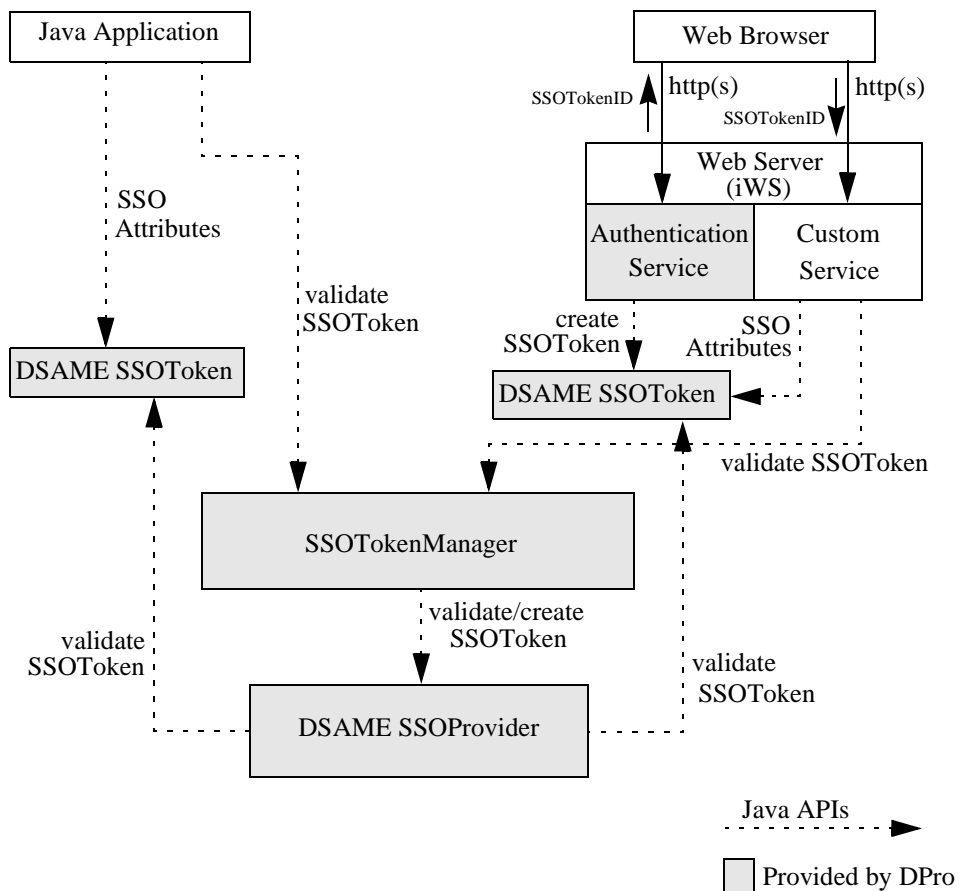 Java Application
Web Browser
SSOTokenID
http(s)
http(s)
SSOTokenID
Web Server
(iWS)
Authentication
Service
Custom
Service
SSO
Attributes
validate
SSOToken
create
SSOToken
SSO
Attributes
DSAME SSOToken
DSAME SSOToken
validate SSOToken
SSOTokenManager
validate/create
SSOToken
validate
SSOToken
validate
SSOToken
DSAME SSOProvider
Java APIs
Provided by DPro